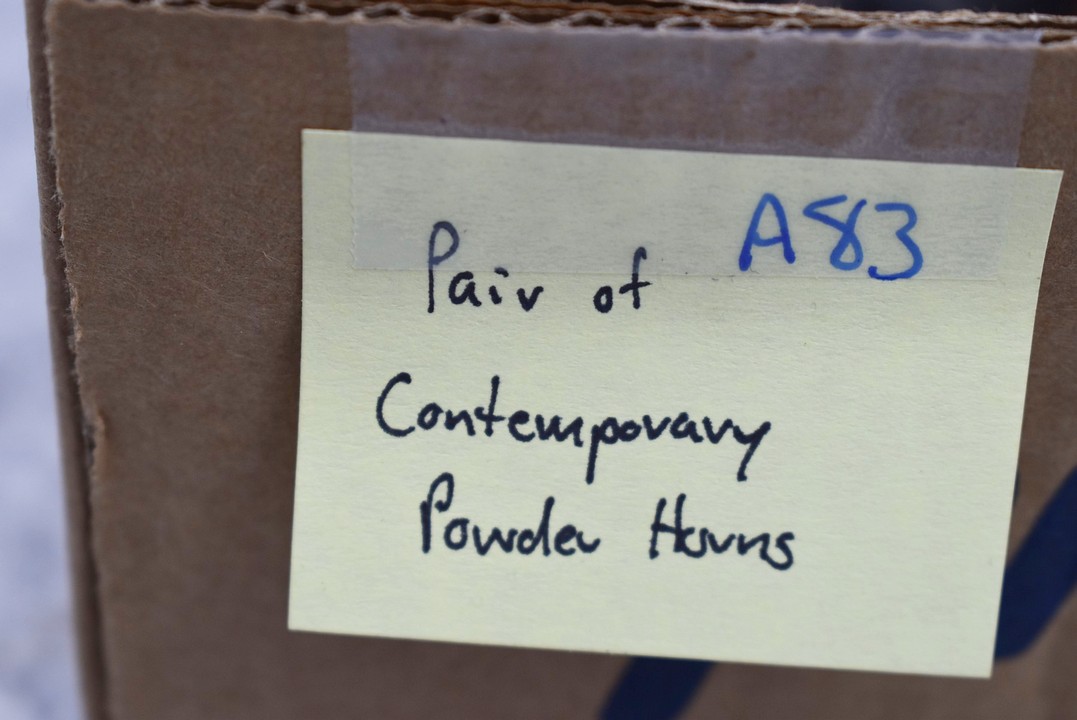 A83
Pair of
Contemporary
Powder Horns